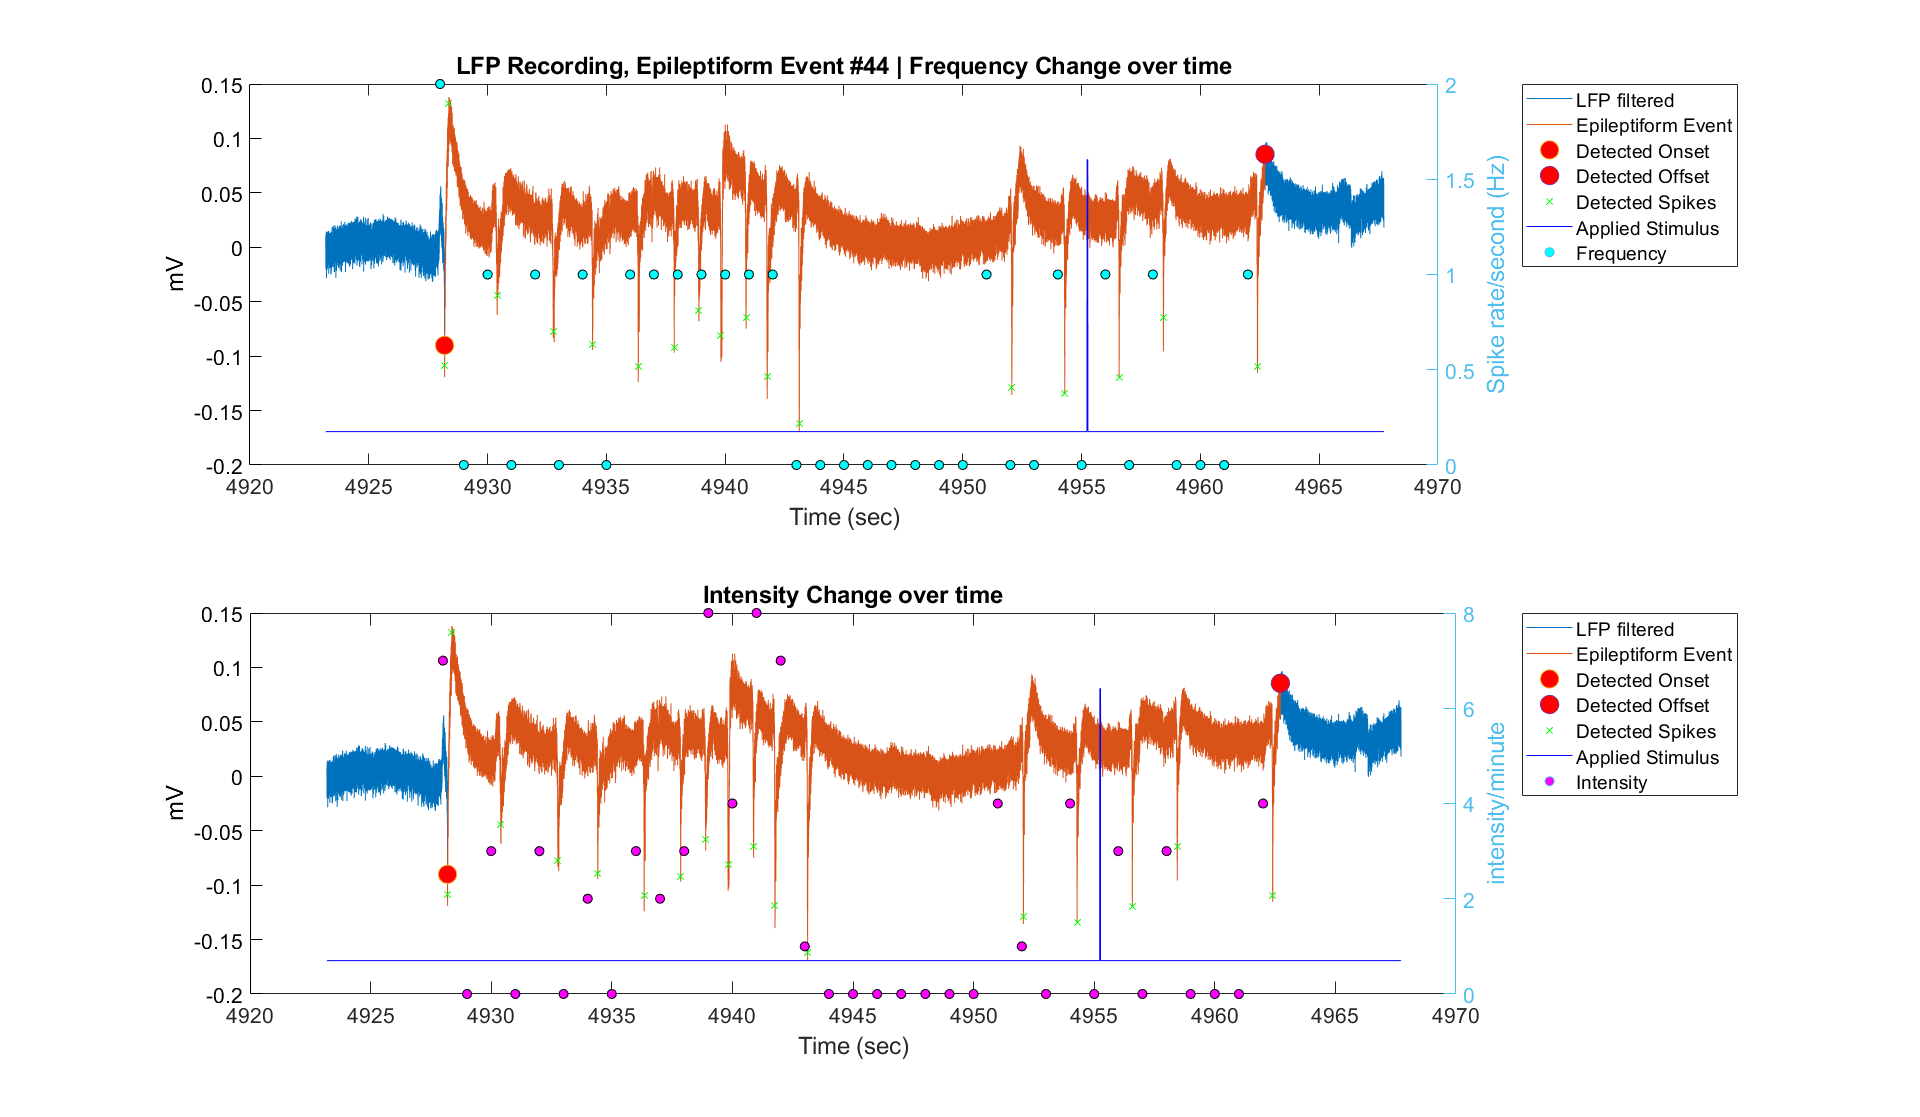 LFP Recording, Epileptiform Event #44 | Frequency Change over time
0.15
0.1
0.05
0
-0.05
-0.1
-0.15
-0.2
mV
2
1.5
1
0.5
0
Spike rate/second (Hz)
4920 4925 4930 4935 4940 4945 4950 4955 4960 4965 4970
Time (sec)
LFP filtered
Epileptiform Event
Detected Onset
Detected Offset
Detected Spikes
Applied Stimulus
Frequency
Intensity Change over time
0.15
0.1
0.05
0
-0.05
-0.1
-0.15
-0.2
mV
8
6
4
2
0
intensity/minute
4920 4925 4930 4935 4940 4945 4950 4955 4960 4965 4970
Time (sec)
LFP filtered
Epileptiform Event
Detected Onset
Detected Offset
Detected Spikes
Applied Stimulus
Intensity